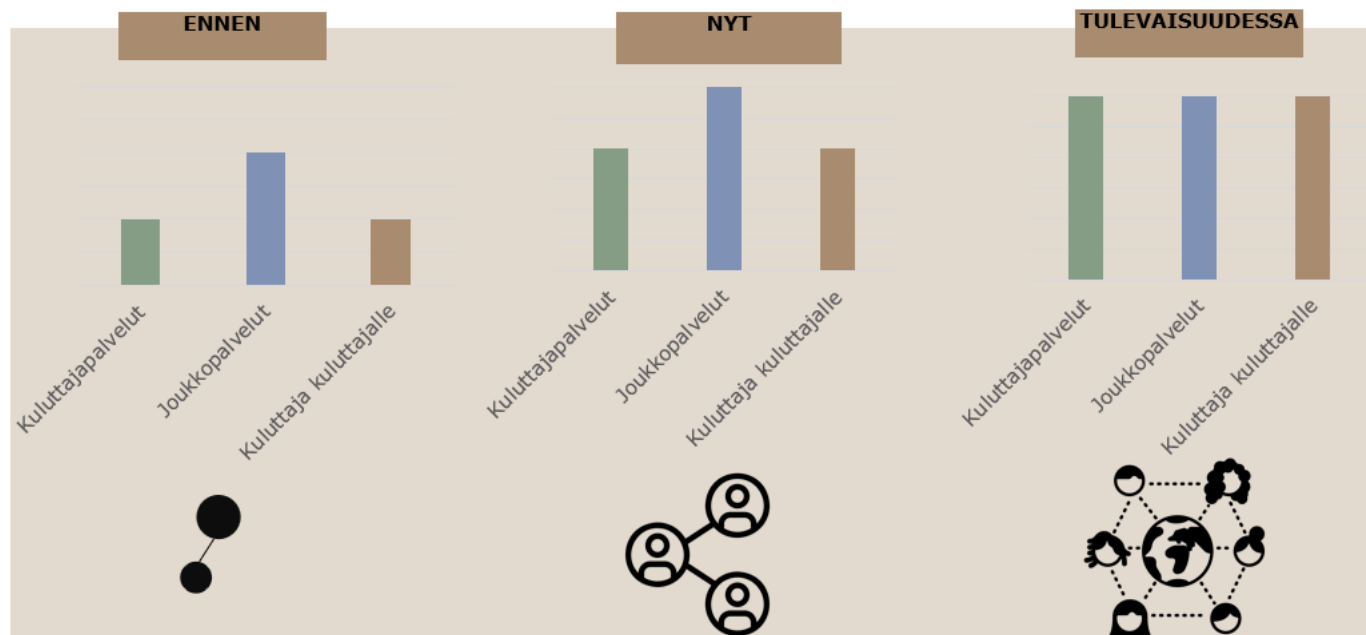 ENNEN
Kuluttajapalvelut
Joukkopalvelut
Kuluttaja kuluttajalle
NYT
Kuluttajapalvelut
Joukkopalvelut
Kuluttaja kuluttajalle
TULEVAISUUDESSA
Kuluttajapalvelut
Joukkopalvelut
Kuluttaja kuluttajalle